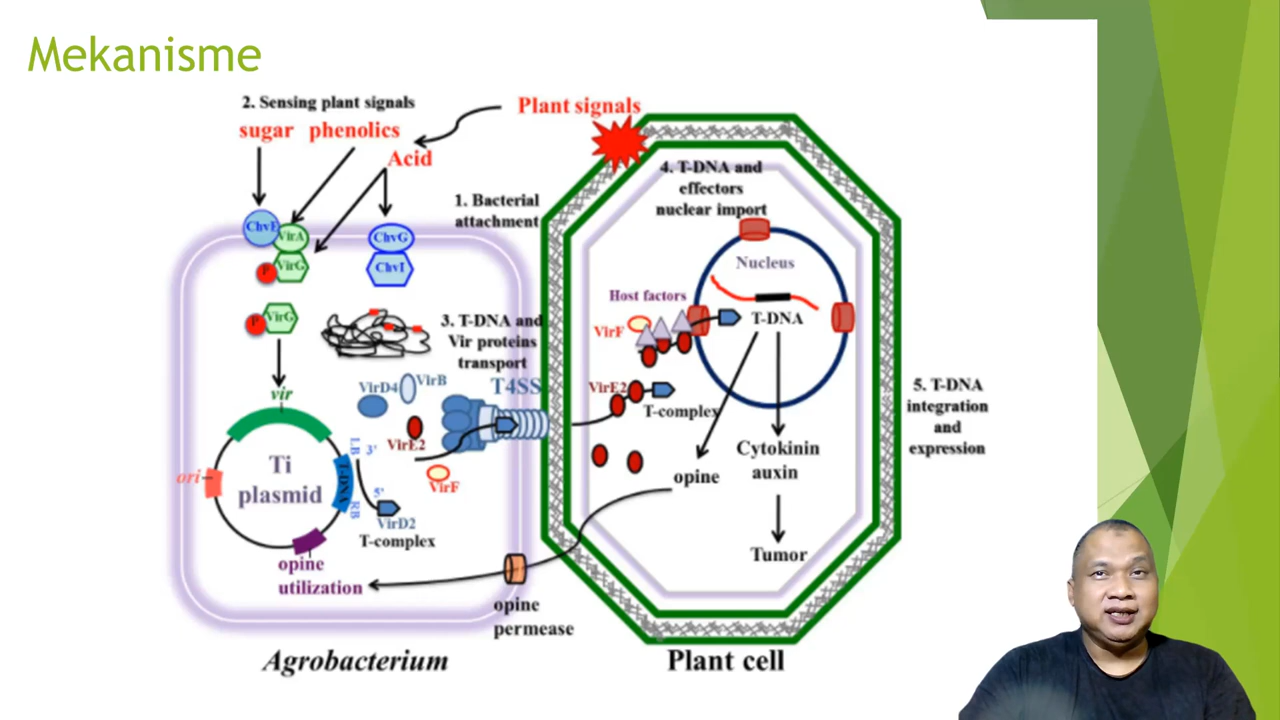 Mekanisme
2. Sensing plant signals
sugar phenolics
Acid
Plant signals
1. Bacterial
attachment
4. T-DNA and
effectors
nuclear import
ChvE
VirA
VirG
P
ChvG
ChvI
P
VirG
vir
3. T-DNA and
Vir proteins
transport
VirD4
VirB
T4SS
VirE2
VirF
Ti
plasmid
ori
LB
T-DNA
RB
3'
5'
VirD2
T-complex
opine
utilization
opine
permease
Nucleus
Host factors
VirF
T-DNA
VirE2
T-complex
opine
Cytokinin
auxin
Tumor
5. T-DNA
integration
and
expression
Agrobacterium
Plant cell